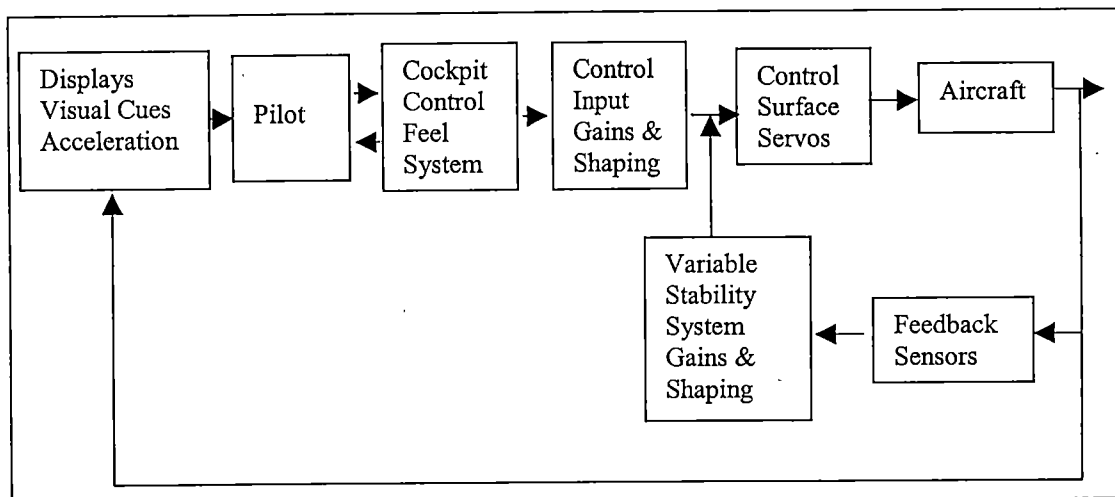 Displays
Visual Cues
Acceleration
Pilot
Cockpit
Control
Feel
System
Control
Input
Gains &
Shaping
Control
Surface
Servos
Aircraft
Variable
Stability
System
Gains &
Shaping
Feedback
Sensors